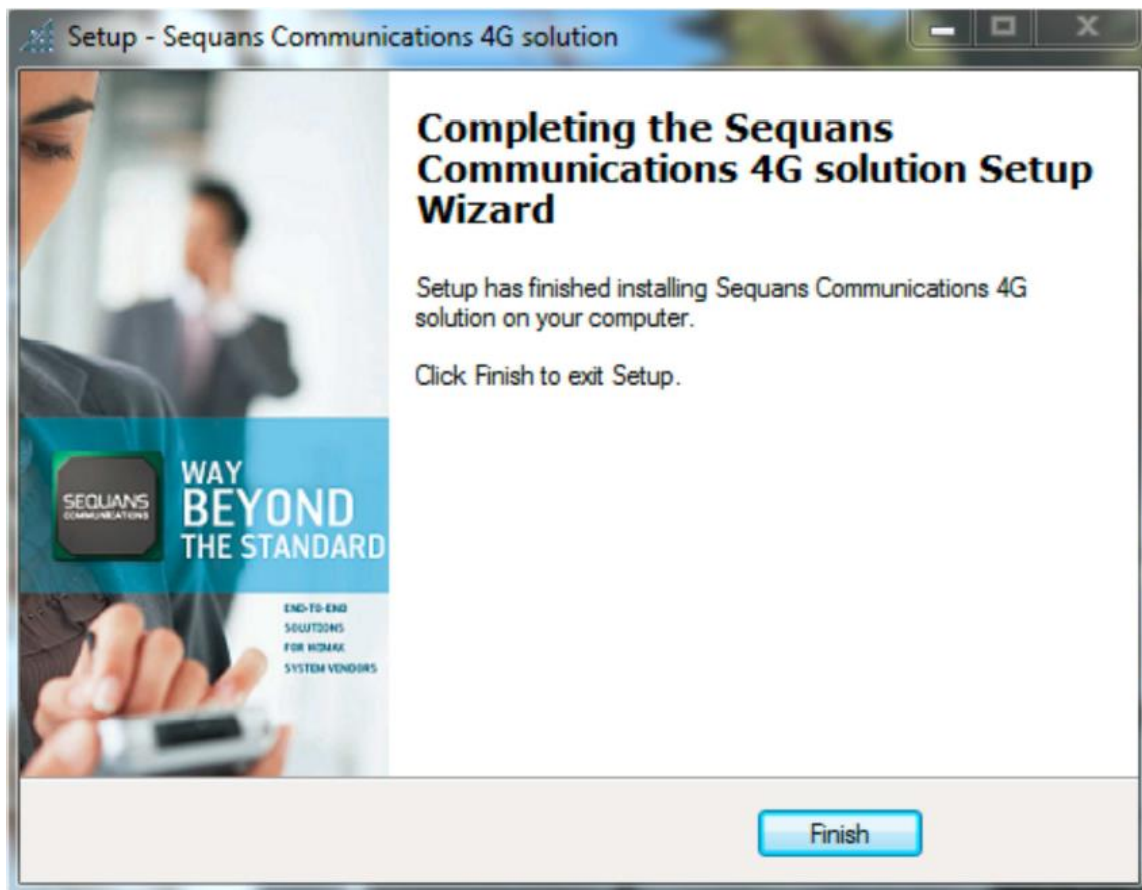 Setup - Sequans Communications 4G solution
Completing the Sequans
Communications 4G solution Setup
Wizard
Setup has finished installing Sequans Communications 4G
solution on your computer.
Click Finish to exit Setup.
SEQUANS
COMMUNICATIONS
WAY
BEYOND
THE STANDARD
END-TO-END
SOLUTIONS
FOR WIMAX
SYSTEM VENDORS
Finish